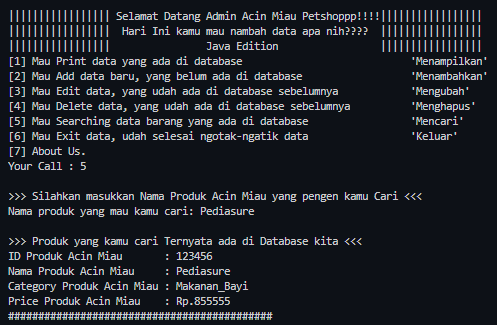 ||||||||||||||||| Selamat Datang Admin Acin Miau Petshoppp!!!!|||||||||||||||||
||||||||||||||||| Hari Ini kamu mau nambah data apa nih???? |||||||||||||||||
||||||||||||||||| Java Edition |||||||||||||||||
[1] Mau Print data yang ada di database 'Menampilkan'
[2] Mau Add data baru, yang belum ada di database 'Menambahkan'
[3] Mau Edit data, yang udah ada di database sebelumnya 'Mengubah'
[4] Mau Delete data, yang udah ada di database sebelumnya 'Menghapus'
[5] Mau Searching data barang yang ada di database 'Mencari'
[6] Mau Exit data, udah selesai ngotak-ngatik data 'Keluar'
[7] About Us.
Your Call : 5
>>> Silahkan masukkan Nama Produk Acin Miau yang pengen kamu Cari <<<
Nama produk yang mau kamu cari: Pediasure
>>> Produk yang kamu cari Ternyata ada di Database kita <<<
ID Produk Acin Miau : 123456
Nama Produk Acin Miau : Pediasure
Category Produk Acin Miau : Makanan_Bayi
Price Produk Acin Miau : Rp.855555
############################################